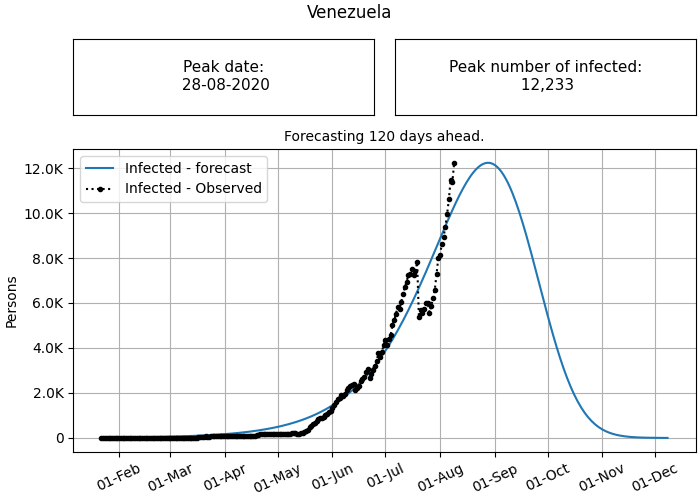 Venezuela
Peak date:
28-08-2020
Peak number of infected:
12,233
Forecasting 120 days ahead.
Infected - forecast
Infected - Observed
12.0K
10.0K
8.0K
6.0K
4.0K
2.0K
0
Persons
01-Feb
01-Mar
01-Apr
01-May
01-Jun
01-Jul
01-Aug
01-Sep
01-Oct
01-Nov
01-Dec